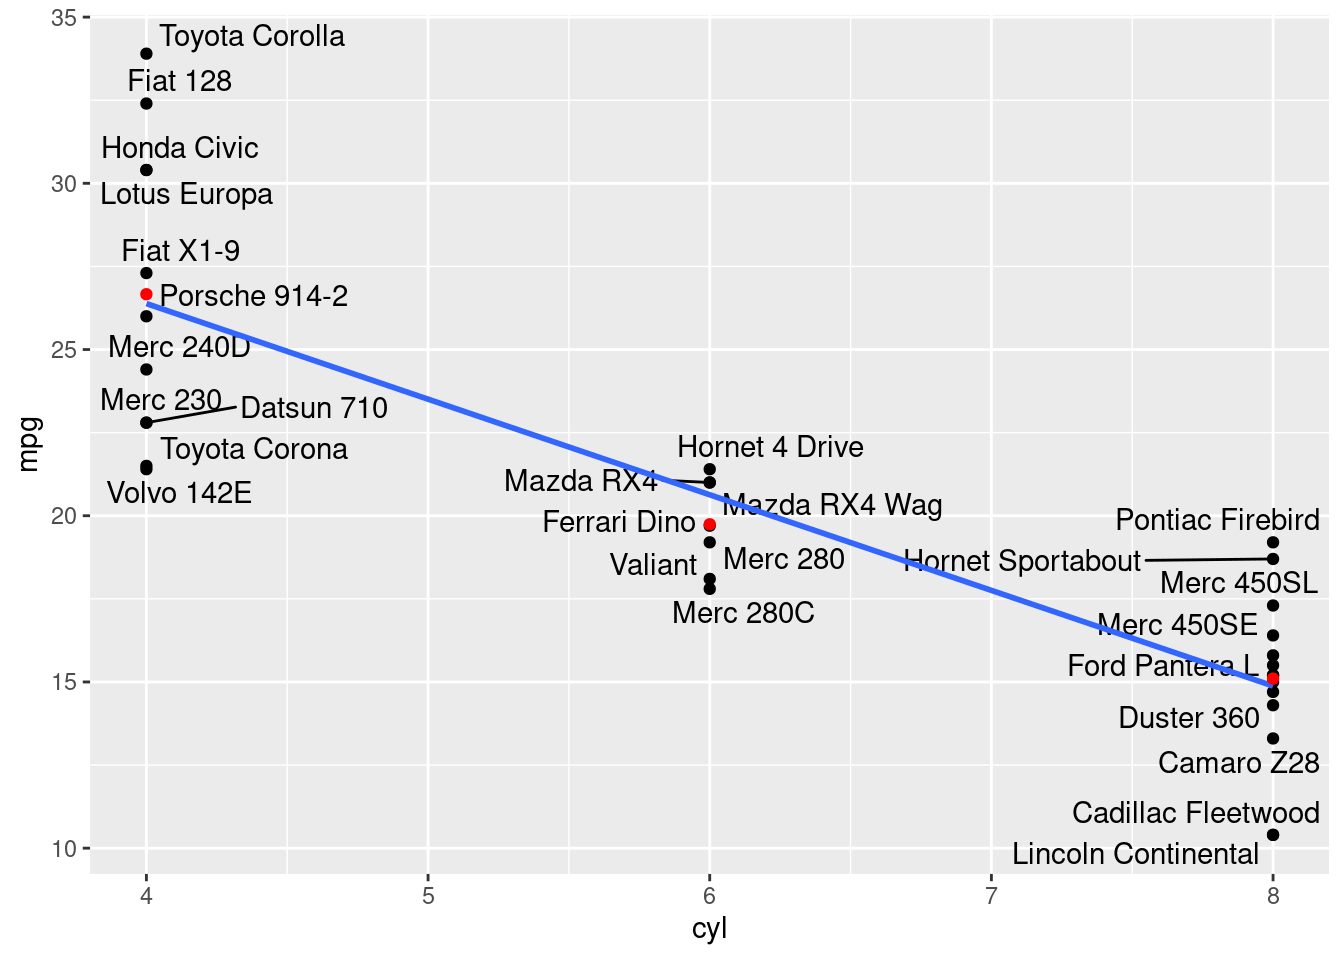 35
Toyota Corolla
Fiat 128
Honda Civic
30
Lotus Europa
Fiat X1-9
Porsche 914-2
25
Merc 240D
Merc 230
Datsun 710
Toyota Corona
Hornet 4 Drive
Mazda RX4
Volvo 142E
Mazda RX4 Wag
20
Ferrari Dino
Pontiac Firebird
Merc 280
Hornet Sportabout
Valiant
Merc 450SL
Merc 280C
Merc 450SE
Ford Pantera L
15
Duster 360
Camaro Z28
Cadillac Fleetwood
10
Lincoln Continental
4 5 6 7 8
cyl
mpg